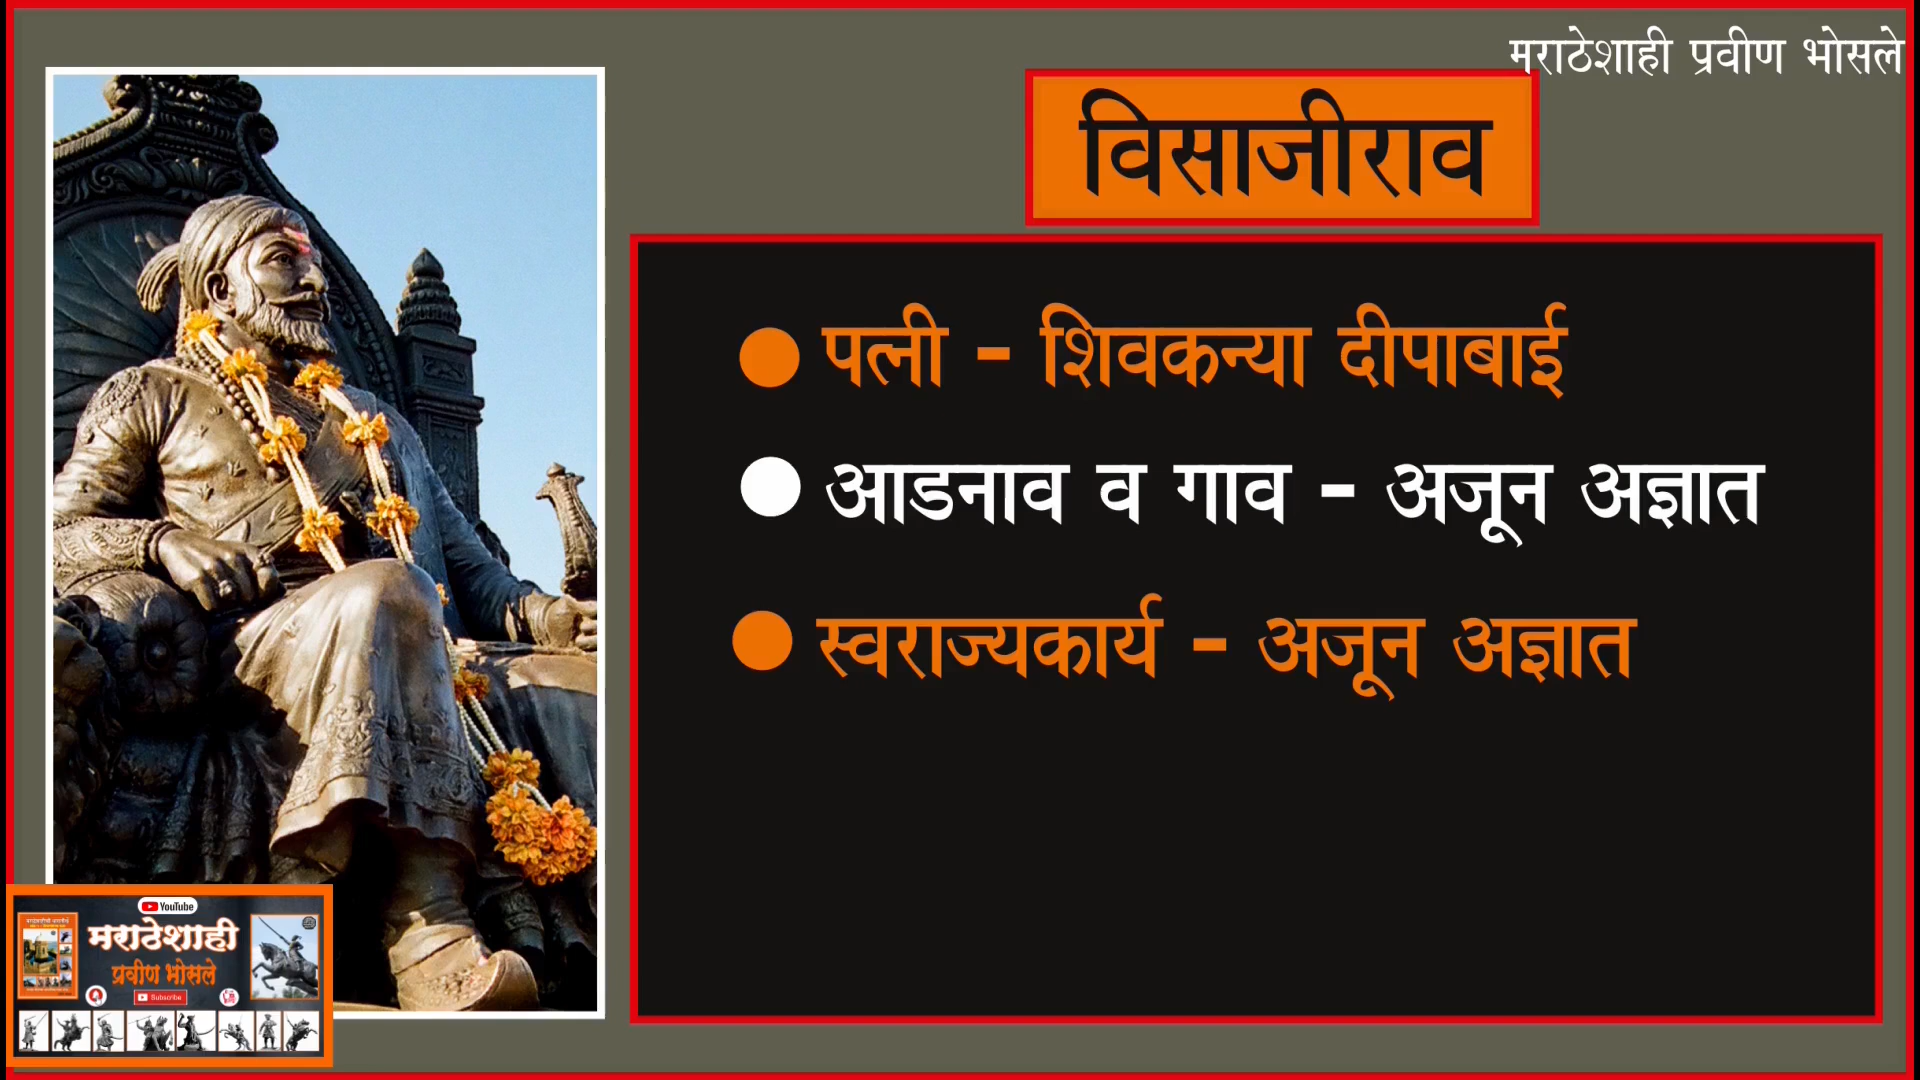 मराठेशाही प्रवीण भोसले
विसाजीराव
पत्नी - शिवकन्या दीपाबाई
आडनाव व गाव - अजून अज्ञात
स्वराज्यकार्य - अजून अज्ञात
YouTube
मराठेशाही
प्रवीण भोसले
Subscribe